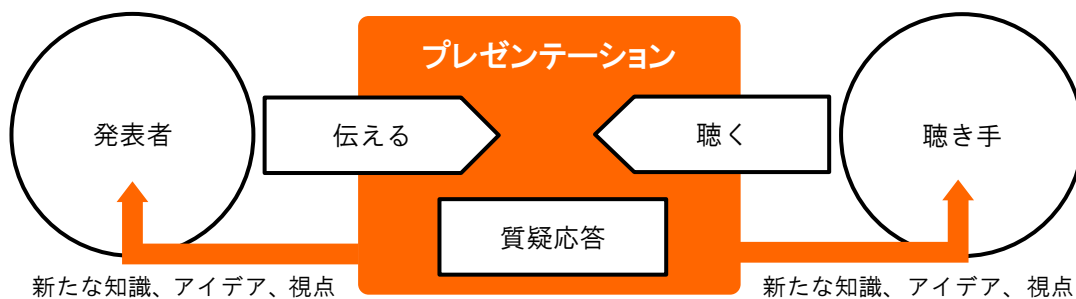 プレゼンテーション
発表者
伝える
聴く
聴き手
質疑応答
新たな知識、アイデア、視点
新たな知識、アイデア、視点